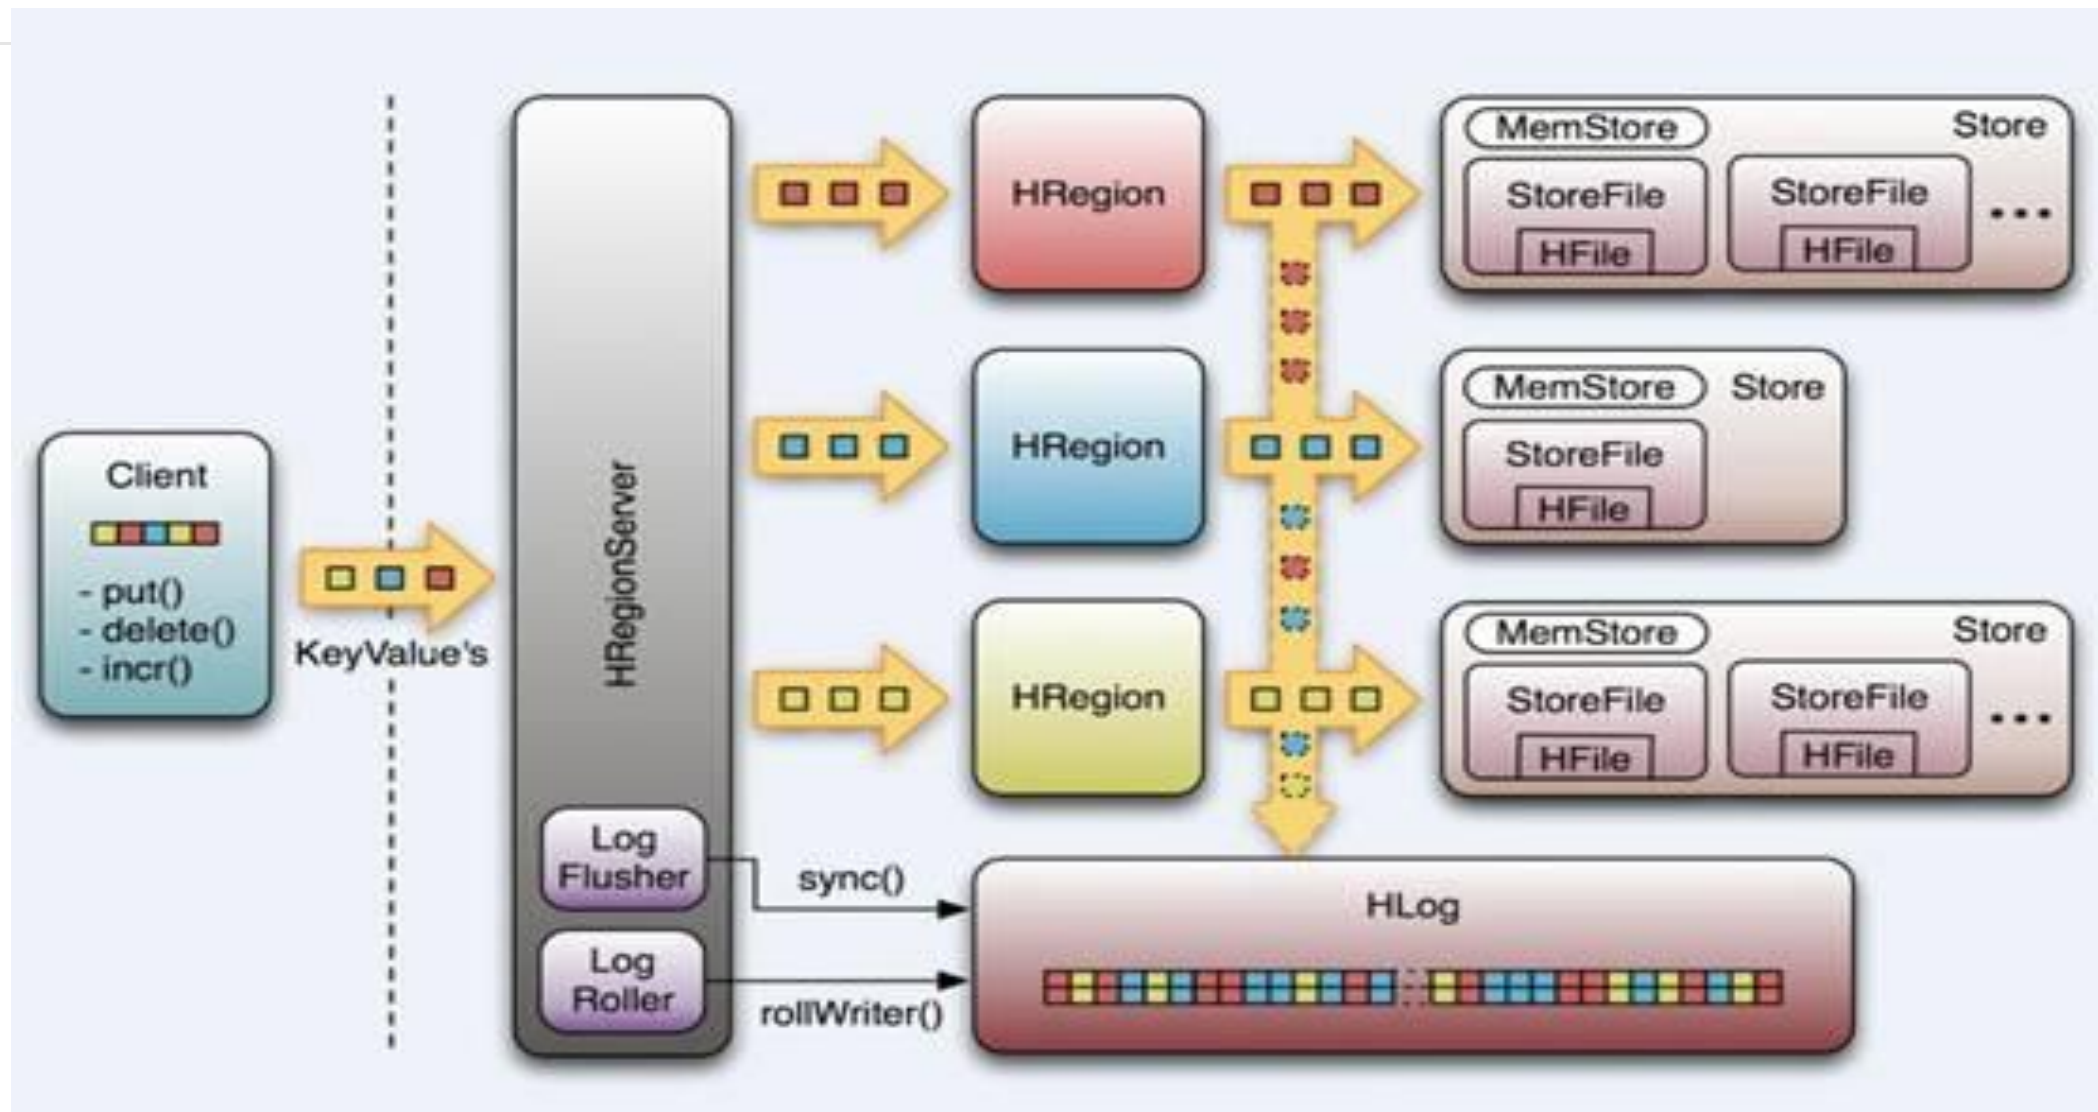 Client
- put()
- delete()
- incr()
KeyValue's
HRegionServer
Log
Flusher
Log
Roller
sync()
rollWriter()
HRegion
MemStore
Store
StoreFile
HFile
StoreFile
HFile
...
HRegion
MemStore
Store
StoreFile
HFile
HRegion
MemStore
Store
StoreFile
HFile
StoreFile
HFile
...
HLog